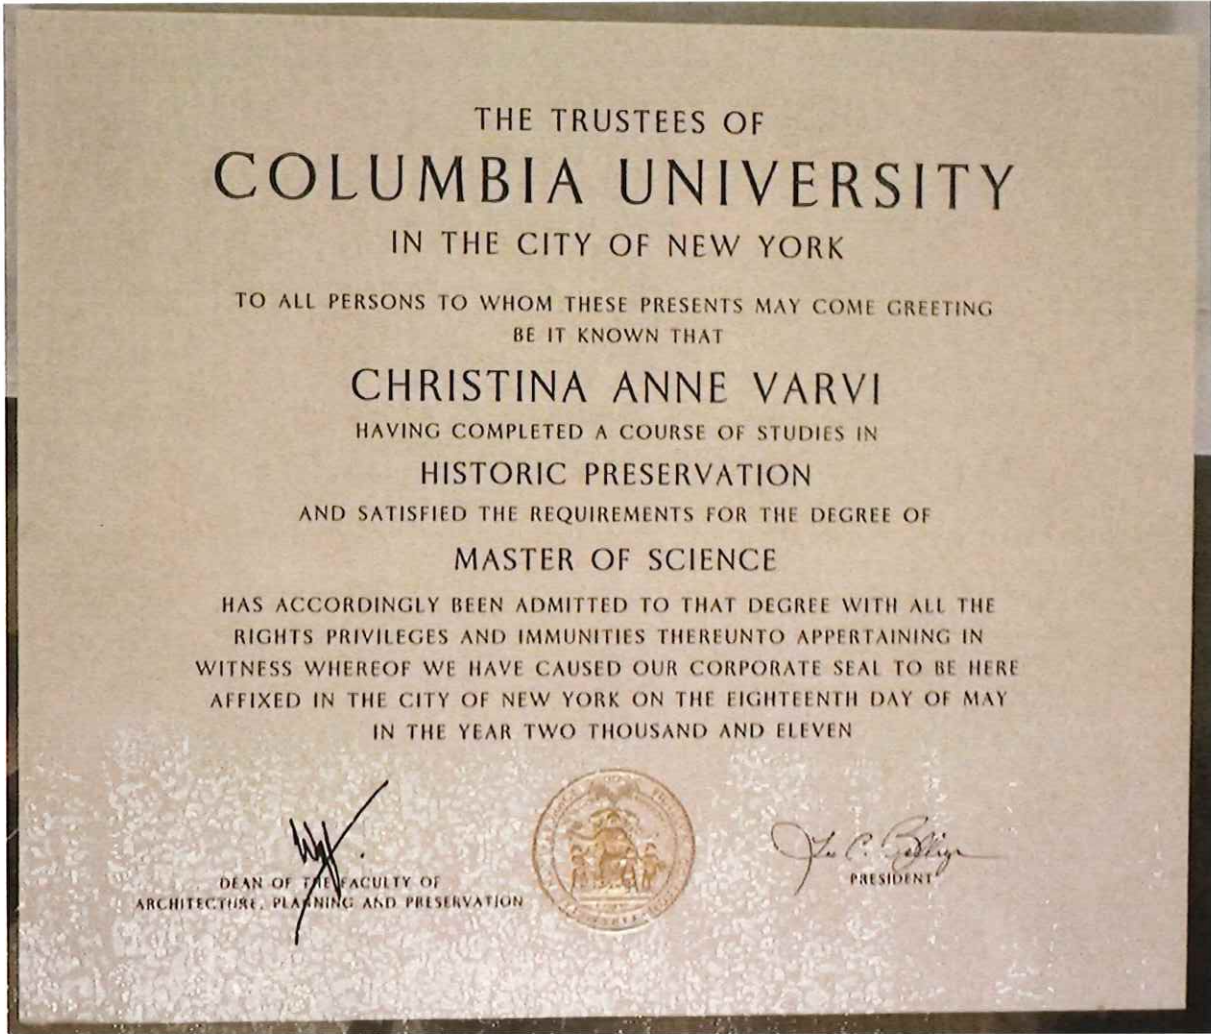 THE TRUSTEES OF
COLUMBIA UNIVERSITY
IN THE CITY OF NEW YORK
TO ALL PERSONS TO WHOM THESE PRESENTS MAY COME GREETING
BE IT KNOWN THAT
CHRISTINA ANNE VARVI
HAVING COMPLETED A COURSE OF STUDIES IN
HISTORIC PRESERVATION
AND SATISFIED THE REQUIREMENTS FOR THE DEGREE OF
MASTER OF SCIENCE
HAS ACCORDINGLY BEEN ADMITTED TO THAT DEGREE WITH ALL THE
RIGHTS PRIVILEGES AND IMMUNITIES THEREUNTO APPERTAINING IN
WITNESS WHEREOF WE HAVE CAUSED OUR CORPORATE SEAL TO BE HERE
AFFIXED IN THE CITY OF NEW YORK ON THE EIGHTEENTH DAY OF MAY
IN THE YEAR TWO THOUSAND AND ELEVEN
DEAN OF THE FACULTY OF
ARCHITECTURE, PLANNING AND PRESERVATION
PRESIDENT